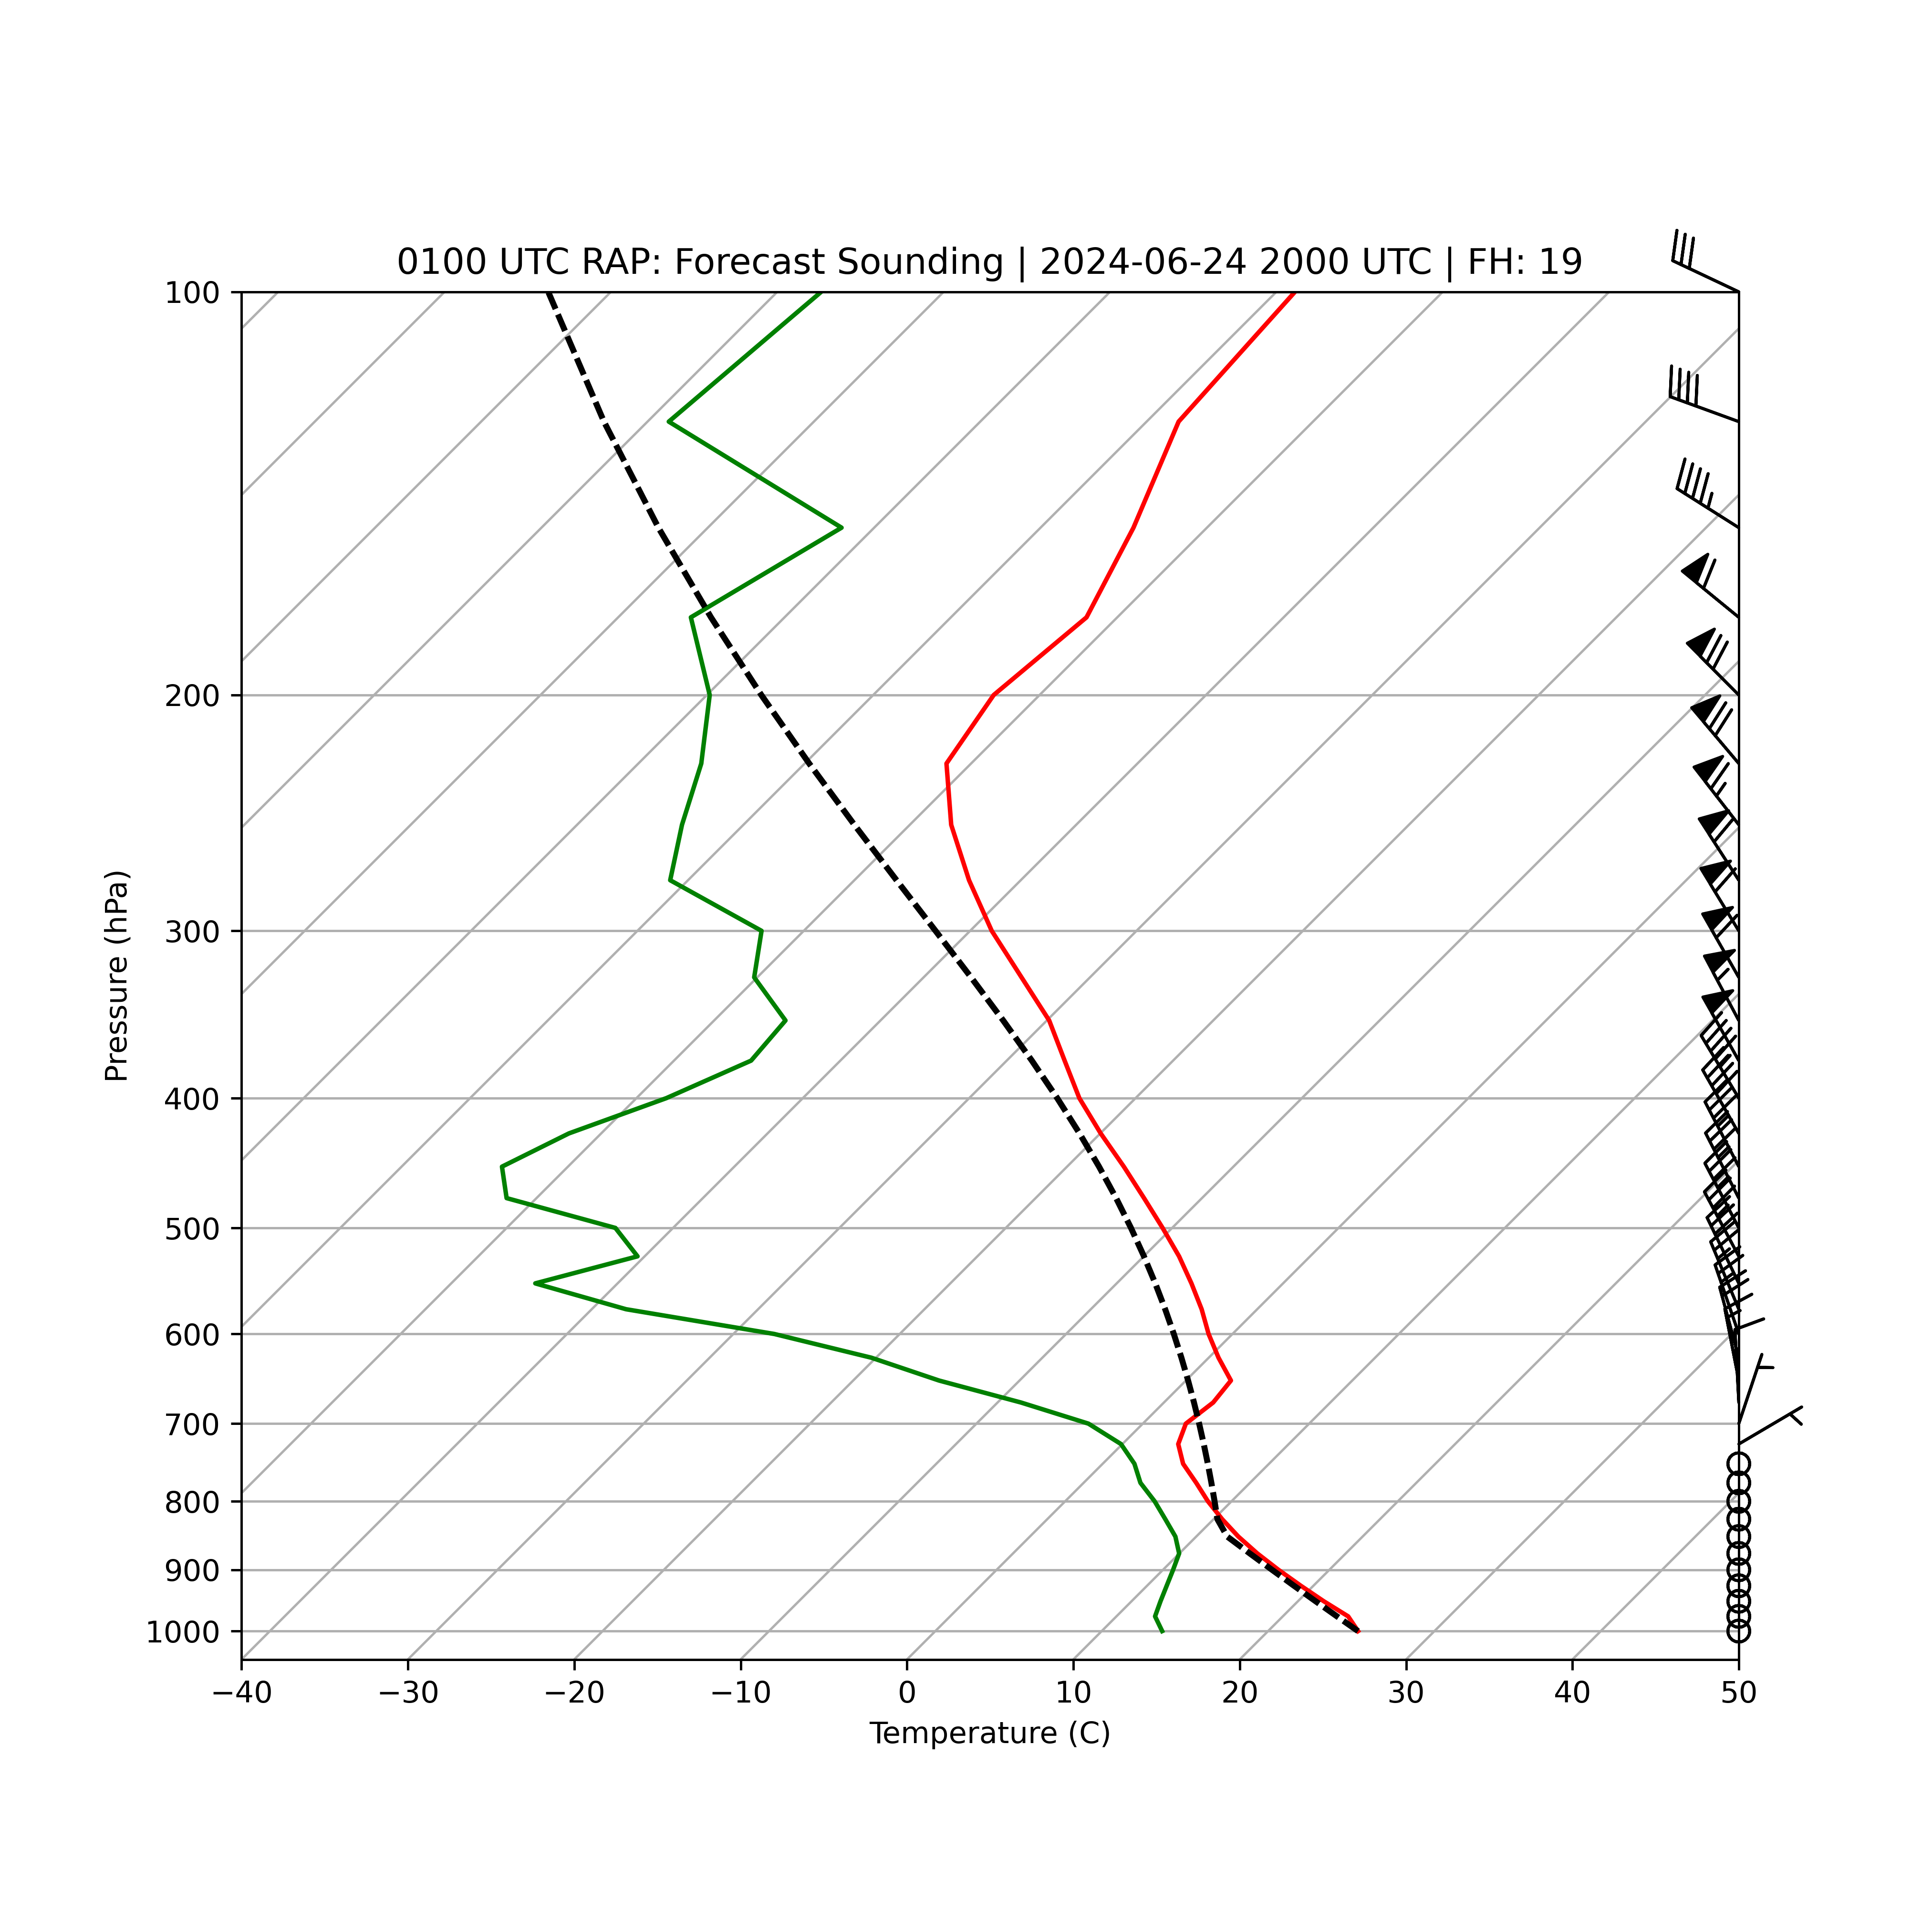 0100 UTC RAP: Forecast Sounding | 2024-06-24 2000 UTC | FH: 19
100
200
300
400
500
600
700
800
900
1000
Pressure (hPa)
−40 −30 −20 −10 0 10 20 30 40 50
Temperature (C)